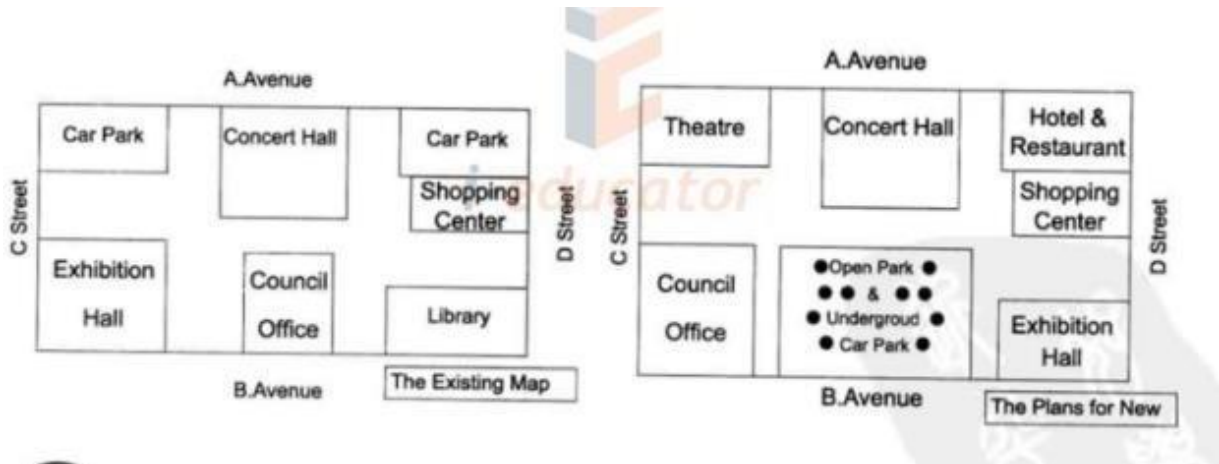 A.Avenue
Car Park
Concert Hall
Car Park
Shopping
Center
C Street
D Street
Exhibition
Hall
Council
Office
Library
B.Avenue
The Existing Map
A.Avenue
Theatre
Concert Hall
Hotel &
Restaurant
Shopping
Center
C Street
D Street
Council
Office
Open Park
&
Undergroud
Car Park
Exhibition
Hall
B.Avenue
The Plans for New
educator